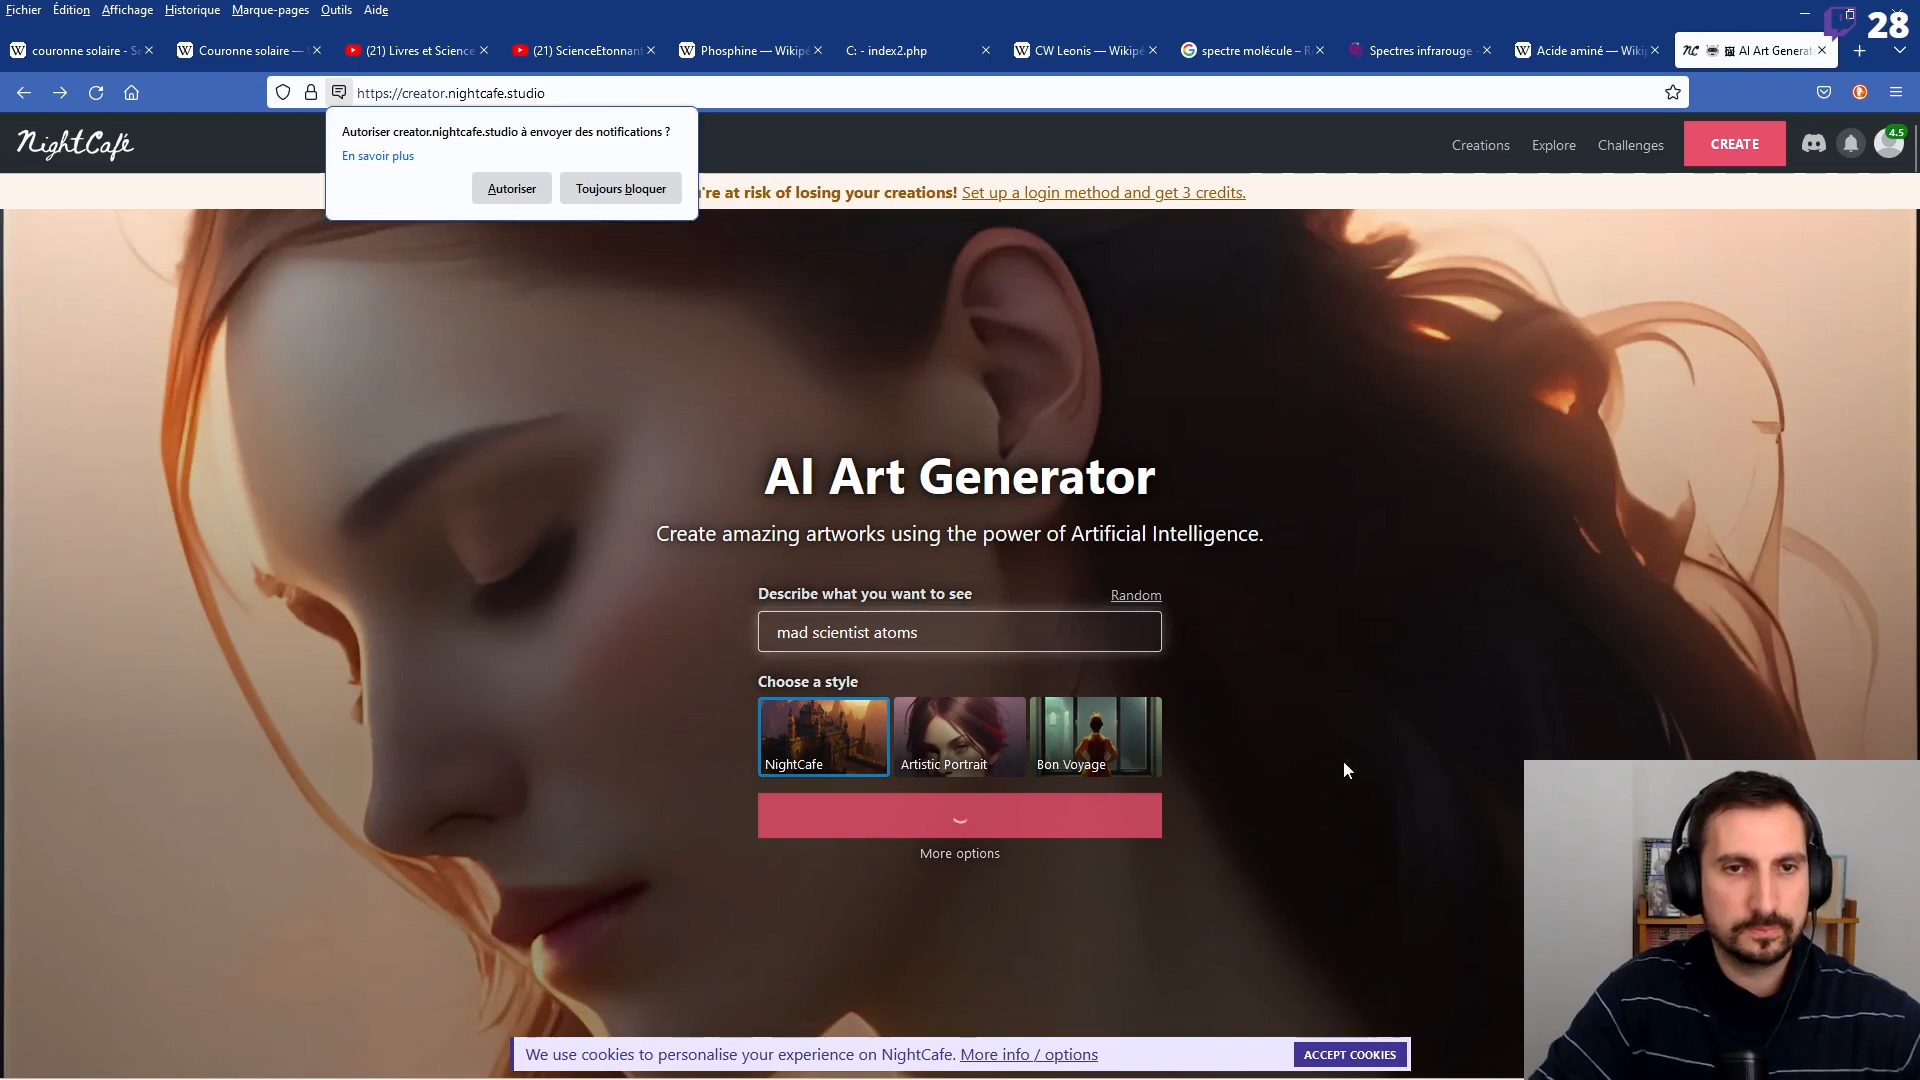 Fichier Édition Affichage Historique Marque-pages Outils Aide
28
couronne solaire - Se
Couronne solaire —
(21) Livres et Science
(21) ScienceEtonnant
Phosphine — Wikipé
C: - index2.php
CW Leonis — Wikipé
spectre molécule – R
Spectres infrarouge -
Acide aminé — Wikip
AI Art Generat
https://creator.nightcafe.studio
Autoriser creator.nightcafe.studio à envoyer des notifications ?
En savoir plus
Autoriser
Toujours bloquer
NightCafé
Creations
Explore
Challenges
CREATE
4.5
're at risk of losing your creations! Set up a login method and get 3 credits.
AI Art Generator
Create amazing artworks using the power of Artificial Intelligence.
Describe what you want to see
Random
mad scientist atoms
Choose a style
NightCafe
Artistic Portrait
Bon Voyage
More options
We use cookies to personalise your experience on NightCafe. More info / options
ACCEPT COOKIES